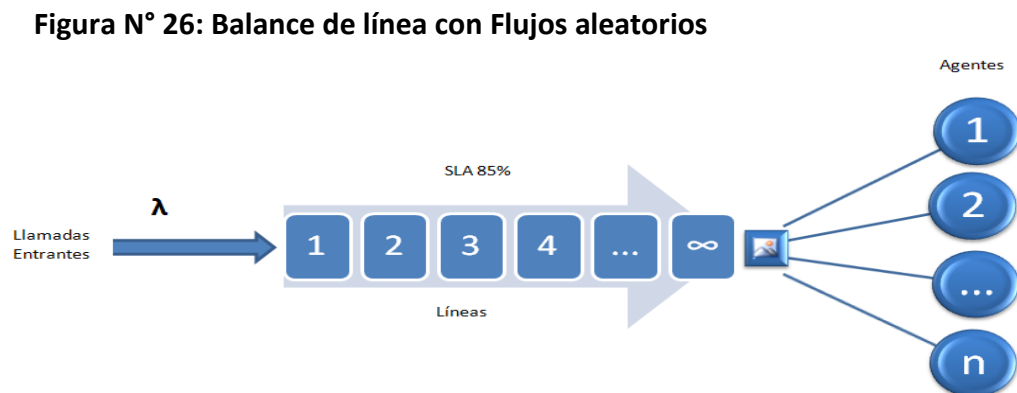 Figura N° 26: Balance de línea con Flujos aleatorios
Agentes
SLA 85%
λ
Llamadas
Entrantes
1 2 3 4 ... ∞
Líneas
1
2
...
n